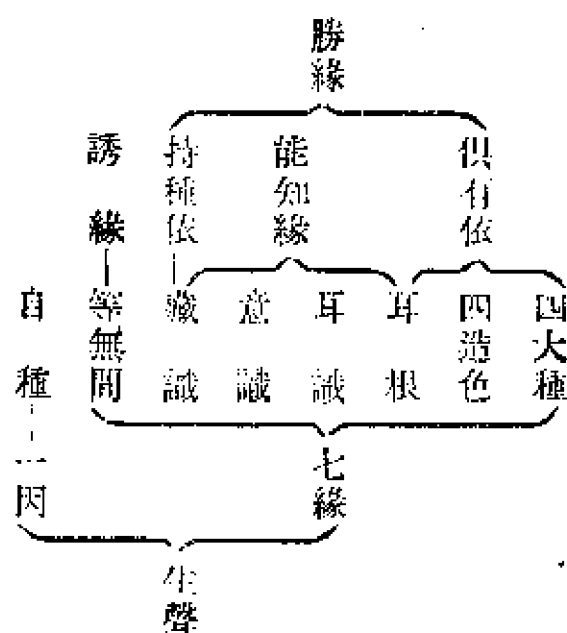 勝緣
俱有依
能知緣
持種依
誘緣
四大種
四造色
耳根
耳識
意識
藏識
等無間
自種
七緣
一因
生聲